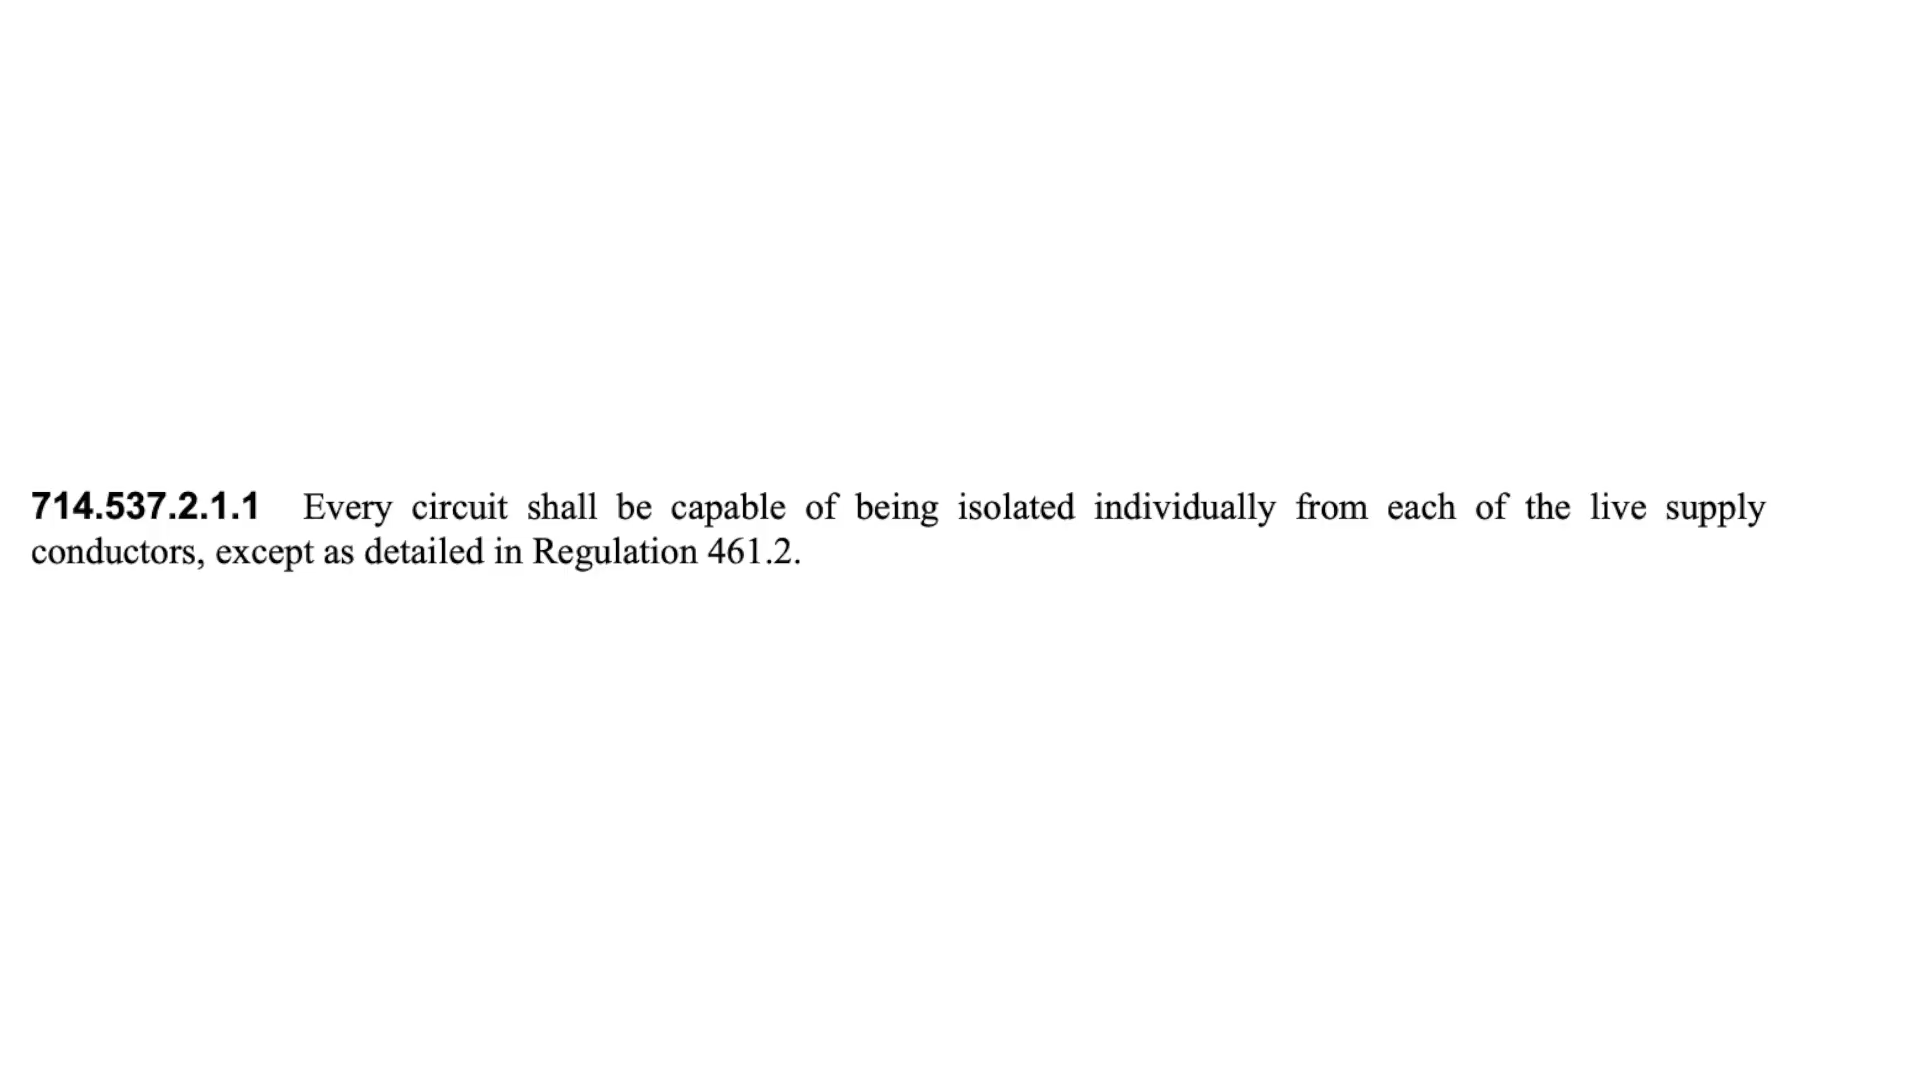 714.537.2.1.1 Every circuit shall be capable of being isolated individually from each of the live supply
conductors, except as detailed in Regulation 461.2.